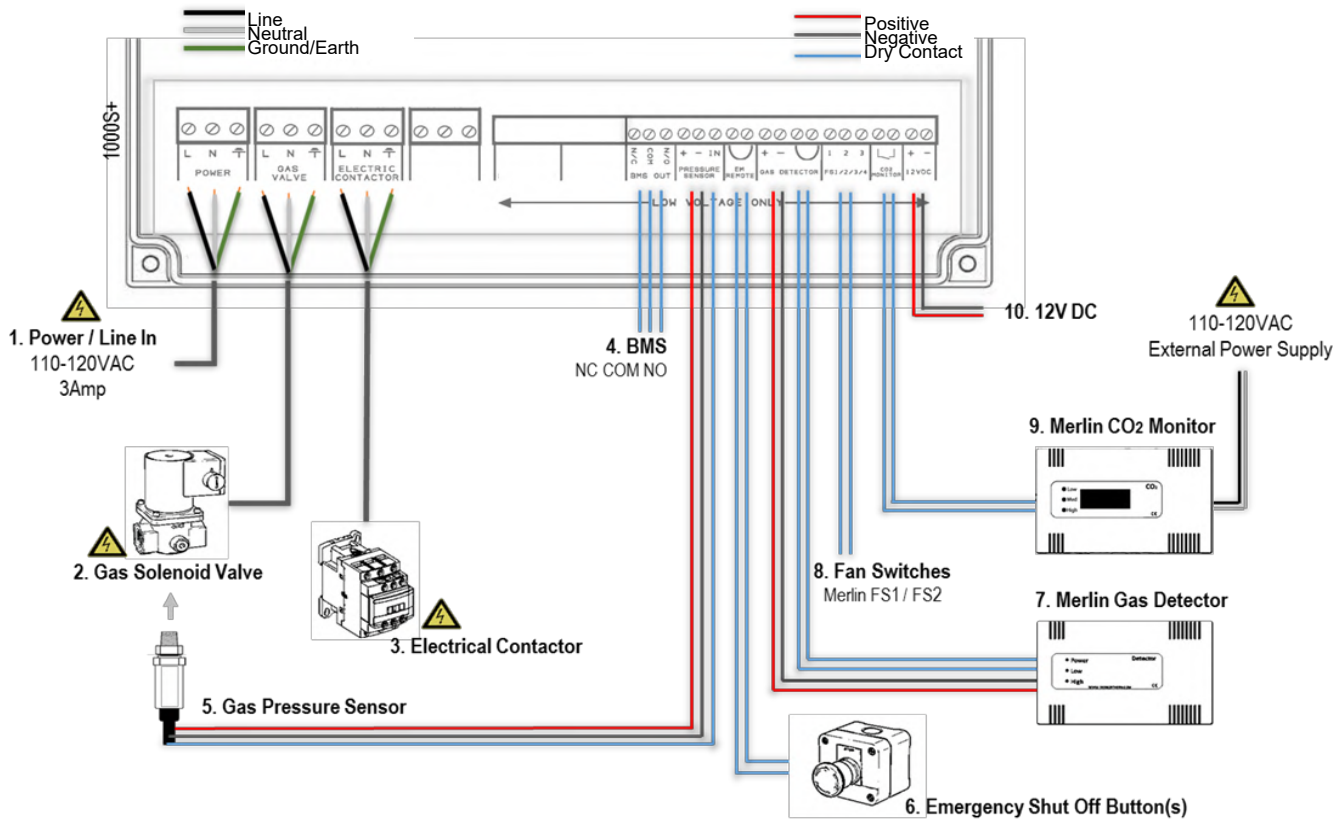 Line
Neutral
Ground/Earth
Positive
Negative
Dry Contact
1000S+
L N
POWER
L N
GAS
VALVE
L N
ELECTRIC
CONTACTOR
N/C COM N/O
BMS OUT
+ - IN
PRESSURE
SENSOR
EM
REMOTE
+ -
GAS DETECTOR
1 2 3
FS1/2/3/4
CO2
MONITOR
+ -
12VDC
LOW VOLTAGE ONLY
1. Power / Line In
110-120VAC
3Amp
4. BMS
NC COM NO
10. 12V DC
110-120VAC
External Power Supply
9. Merlin CO2 Monitor
Low
Med
High
CO2
CE
2. Gas Solenoid Valve
3. Electrical Contactor
8. Fan Switches
Merlin FS1 / FS2
7. Merlin Gas Detector
Power
Low
High
Detector
CE
5. Gas Pressure Sensor
6. Emergency Shut Off Button(s)